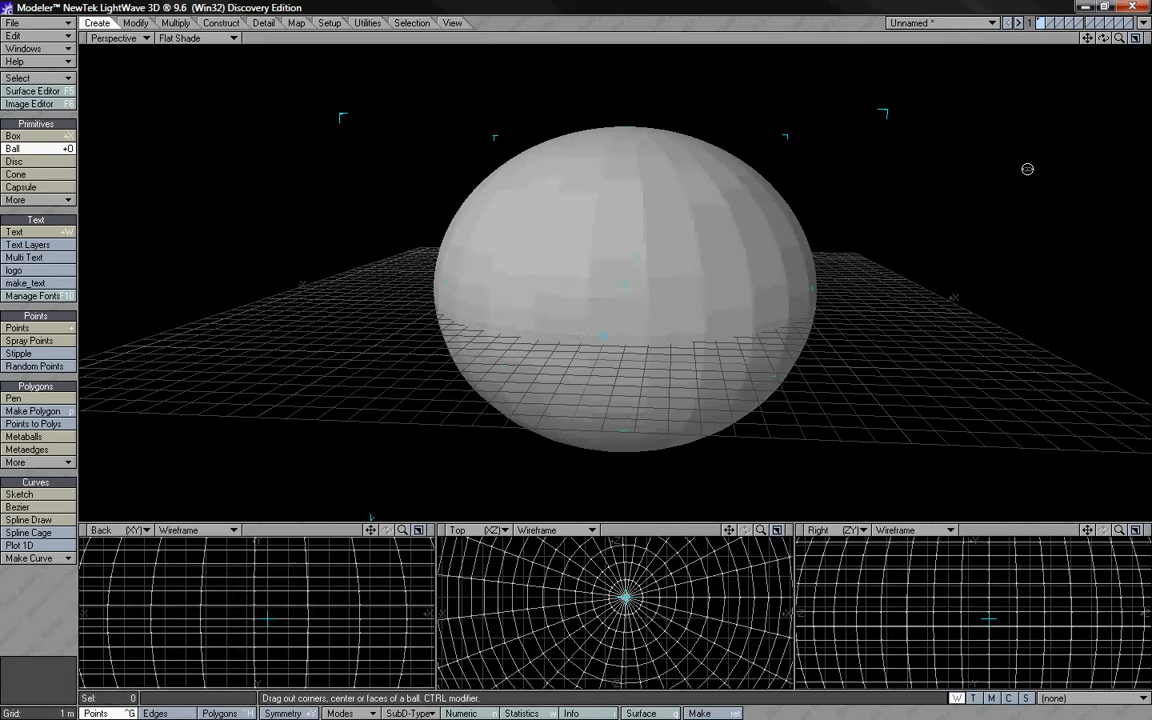 Modeler™ NewTek LightWave 3D ® 9.6 (Win32) Discovery Edition
File Create Modify Multiply Construct Detail Map Setup Utilities Selection View Unnamed * 1
Edit Perspective Flat Shade
Windows
Help
Select
Surface Editor F5
Image Editor F6
Primitives
Box +X
Ball +O
Disc
Cone
Capsule
More
Text
Text +W
Text Layers
Multi Text
logo
make_text
Manage Fonts F10
Points
Points +
Spray Points
Stipple
Random Points
Polygons
Pen
Make Polygon p
Points to Polys
Metaballs
Metaedges
More
Curves
Sketch
Bezier
Spline Draw
Spline Cage
Plot 1D
Make Curve
Back (XY) Wireframe Top (XZ) Wireframe Right (ZY) Wireframe
Sel: 0 Drag out corners, center or faces of a ball. CTRL modifier. W T M C S (none)
Grid: 1 m Points ^G Edges Polygons ^H Symmetry +Y Modes SubD-Type Numeric n Statistics w Info i Surface q Make ret